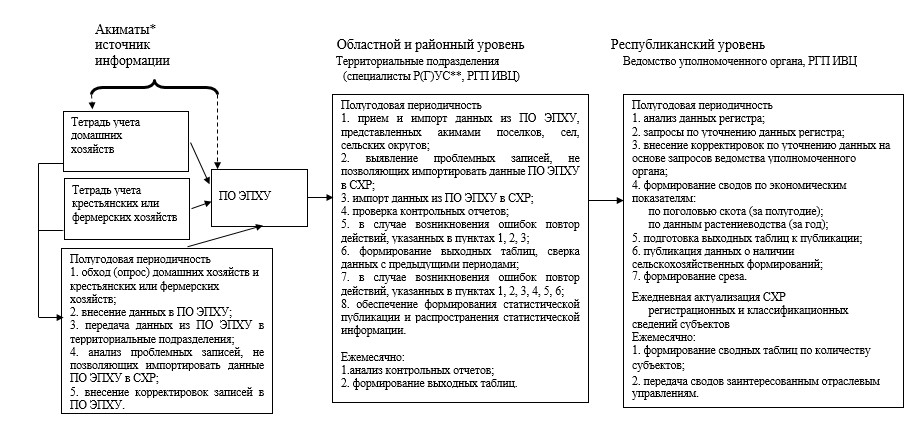 Акиматы*
источник
информации
Тетрадь учета
домашних
хозяйств
Тетрадь учета
крестьянских или
фермерских хозяйств
ПО ЭПХУ
Полугодовая периодичность
1. обход (опрос) домашних хозяйств и
крестьянских или фермерских
хозяйств;
2. внесение данных в ПО ЭПХУ;
3. передача данных из ПО ЭПХУ в
территориальные подразделения;
4. анализ проблемных записей, не
позволяющих импортировать данные
ПО ЭПХУ в СХР;
5. внесение корректировок записей в
ПО ЭПХУ.
Областной и районный уровень
Территориальные подразделения
(специалисты Р(Г)УС**, РГП ИВЦ)
Полугодовая периодичность
1. прием и импорт данных из ПО ЭПХУ,
представленных акимами поселков, сел,
сельских округов;
2. выявление проблемных записей, не
позволяющих импортировать данные ПО ЭПХУ
в СХР;
3. импорт данных из ПО ЭПХУ в СХР;
4. проверка контрольных отчетов;
5. в случае возникновения ошибок повтор
действий, указанных в пунктах 1, 2, 3;
6. формирование выходных таблиц, сверка
данных с предыдущими периодами;
7. в случае возникновения ошибок повтор
действий, указанных в пунктах 1, 2, 3, 4, 5, 6;
8. обеспечение формирования статистической
публикации и распространения статистической
информации.
Ежемесячно:
1.анализ контрольных отчетов;
2. формирование выходных таблиц.
Республиканский уровень
Ведомство уполномоченного органа, РГП ИВЦ
Полугодовая периодичность
1. анализ данных регистра;
2. запросы по уточнению данных регистра;
3. внесение корректировок по уточнению данных на
основе запросов ведомства уполномоченного
органа;
4. формирование сводов по экономическим
показателям:
по поголовью скота (за полугодие);
по данным растениеводства (за год);
5. подготовка выходных таблиц к публикации;
6. публикация данных о наличии
сельскохозяйственных формирований;
7. формирование среза.
Ежедневная актуализация СХР
регистрационных и классификационных
сведений субъектов
Ежемесячно:
1. формирование сводных таблиц по количеству
субъектов;
2. передача сводов заинтересованным отраслевым
управлениям.